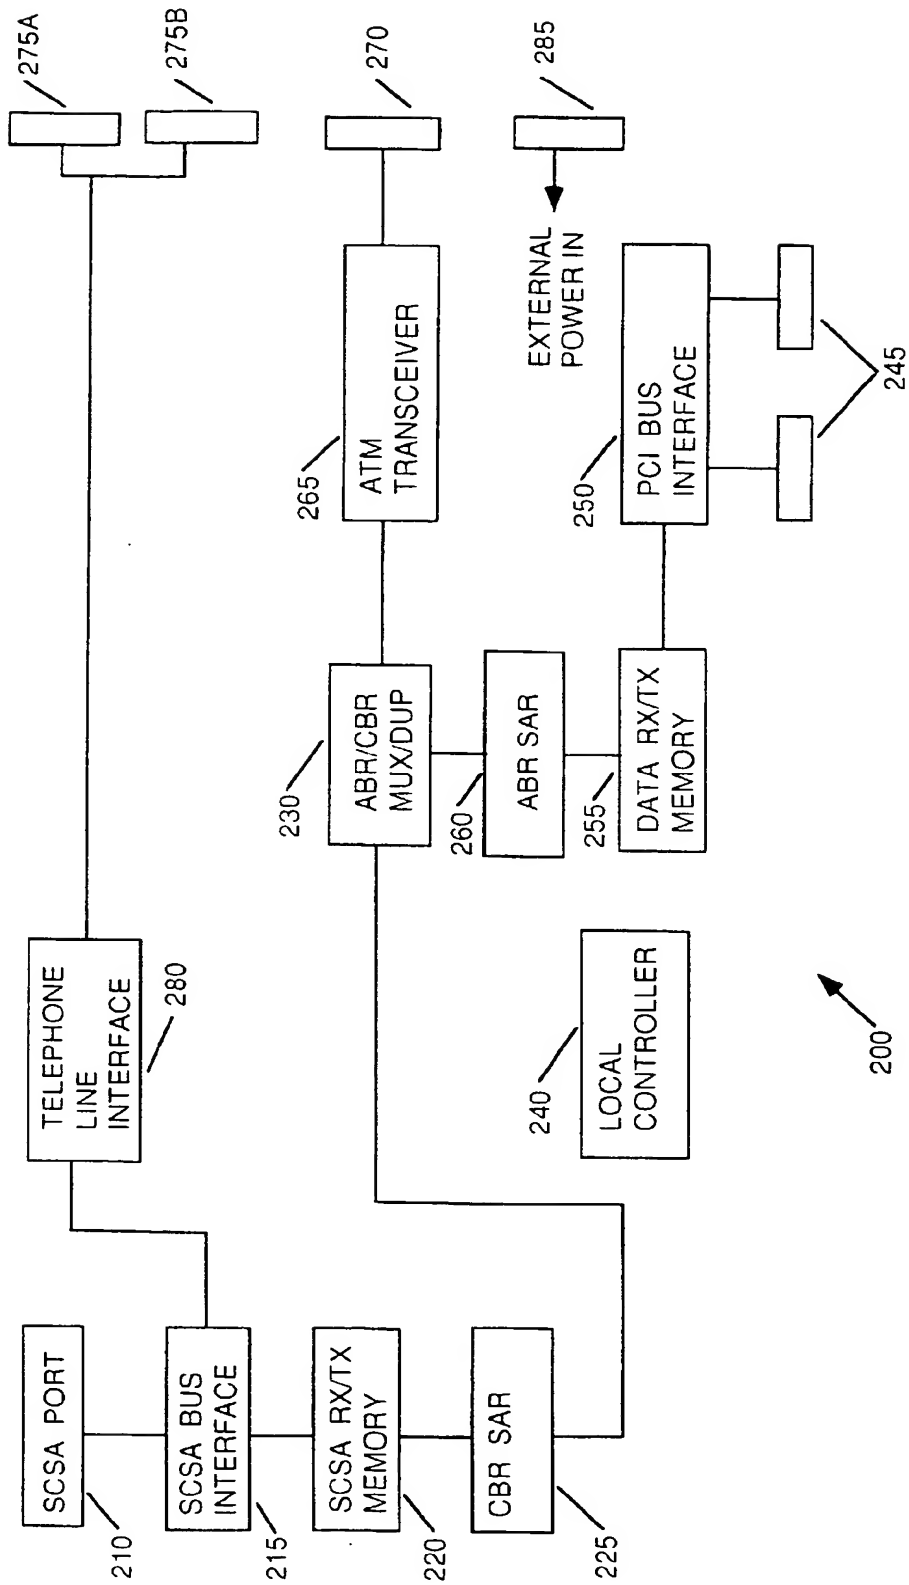 SCSA PORT
210
SCSA BUS
INTERFACE
215
SCSA RX/TX
MEMORY
220
CBR SAR
225
TELEPHONE
LINE
INTERFACE
280
275A
275B
ABR/CBR
MUX/DUP
230
ATM
TRANSCEIVER
265
270
ABR SAR
260
DATA RX/TX
MEMORY
255
PCI BUS
INTERFACE
250
245
EXTERNAL
POWER IN
285
LOCAL
CONTROLLER
240
200